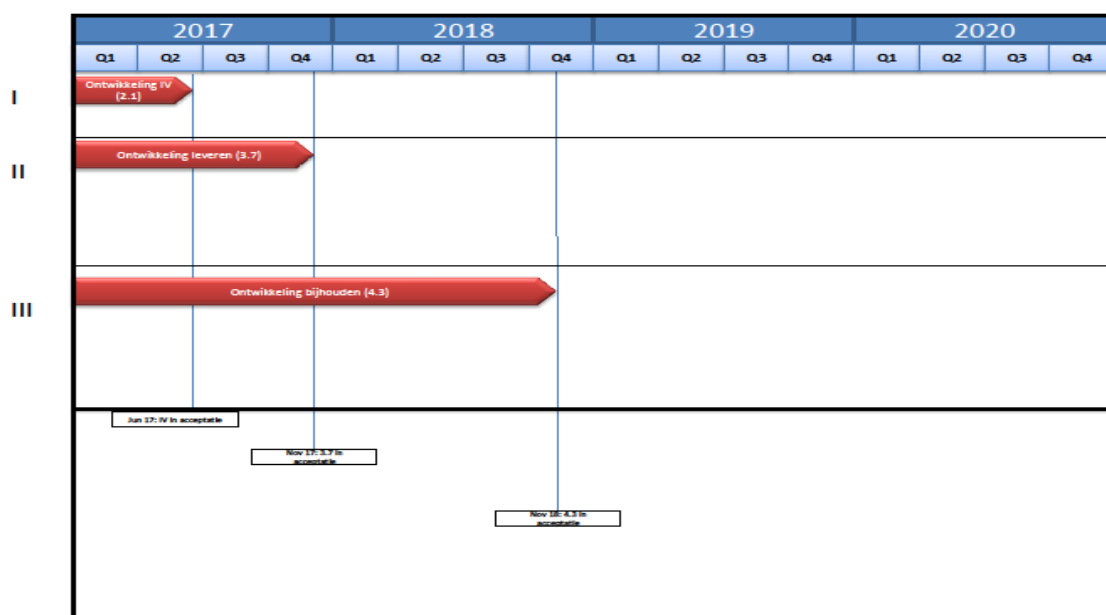 2017 2018 2019 2020
Q1 Q2 Q3 Q4 Q1 Q2 Q3 Q4 Q1 Q2 Q3 Q4 Q1 Q2 Q3 Q4
I
Ontwikkeling IV
(2.1)
II
Ontwikkeling leveren (3.7)
III
Ontwikkeling bijhouden (4.3)
Jun 17: IV in acceptatie
Nov 17: 3.7 in
acceptatie
Nov 18: 4.3 in
acceptatie